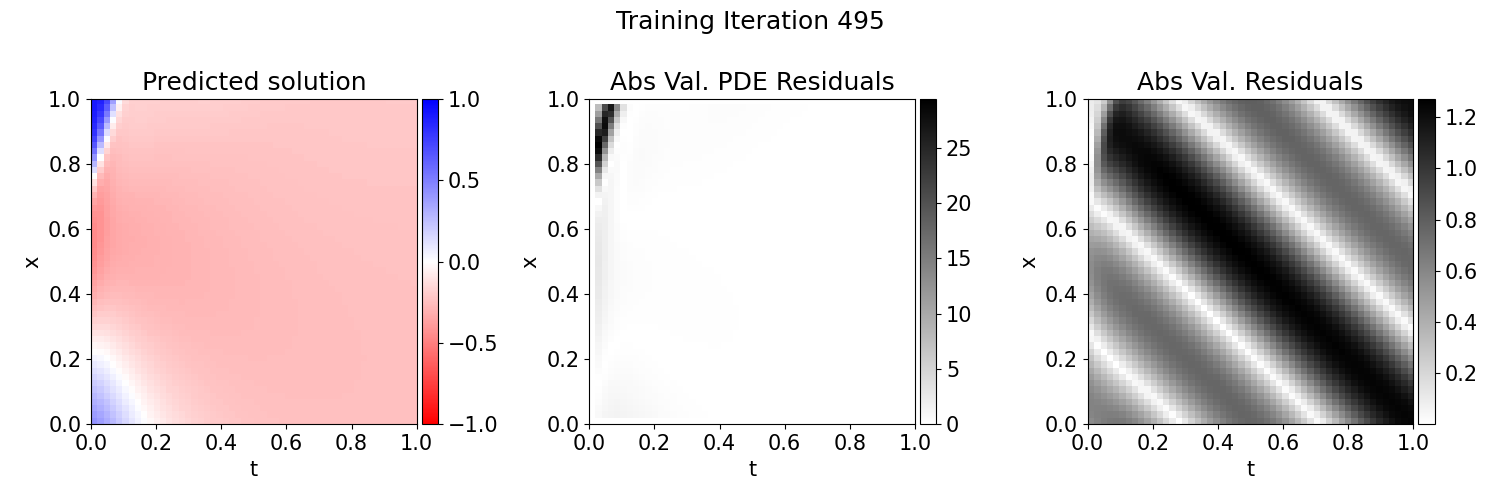 Training Iteration 495
Predicted solution
1.0
0.8
0.6
0.4
0.2
0.0
x
0.0 0.2 0.4 0.6 0.8 1.0
t
1.0
0.5
0.0
−0.5
−1.0
Abs Val. PDE Residuals
1.0
0.8
0.6
0.4
0.2
0.0
x
0.0 0.2 0.4 0.6 0.8 1.0
t
25
20
15
10
5
0
Abs Val. Residuals
1.0
0.8
0.6
0.4
0.2
0.0
x
0.0 0.2 0.4 0.6 0.8 1.0
t
1.2
1.0
0.8
0.6
0.4
0.2